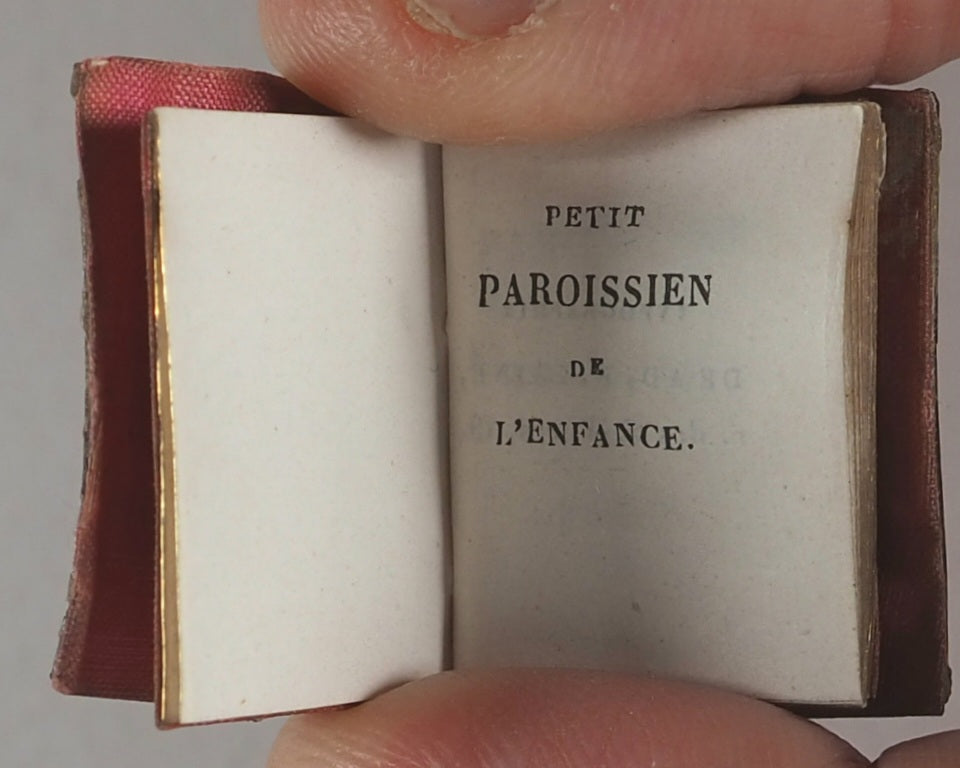 PETIT
PAROISSIEN
DE
L'ENFANCE.